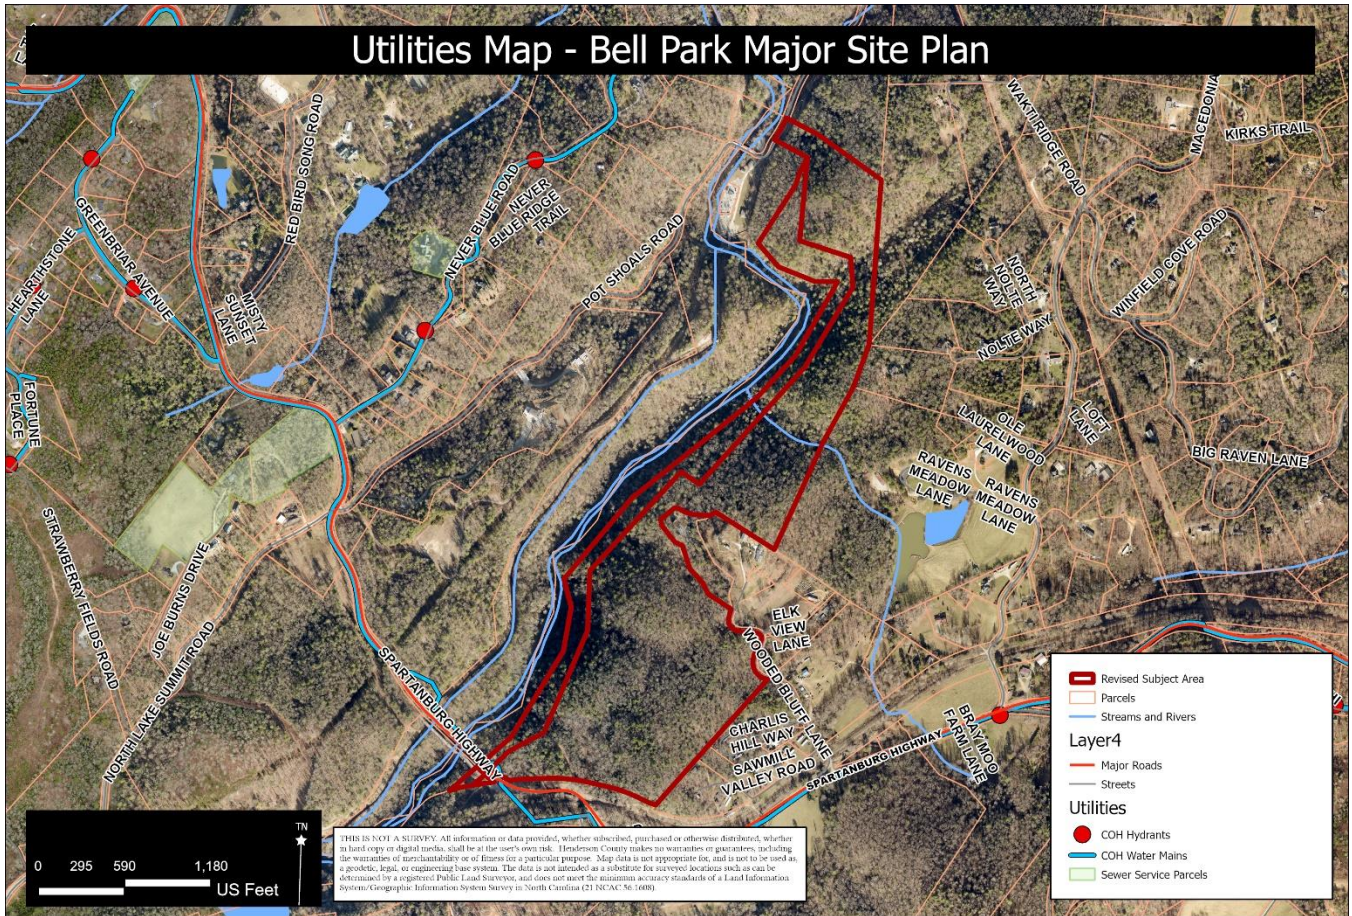 Utilities Map - Bell Park Major Site Plan
RED BIRD SONG ROAD
NEVER BLUE ROAD
NEVER
BLUE RIDGE
TRAIL
POT SHOALS ROAD
GREENBRIAR AVENUE
HEARTHSTONE
LANE
MISTY
SUNSET
LANE
FORTUNE
PLACE
STRAWBERRY FIELDS ROAD
JOE BURNS DRIVE
NORTH LAKE SUMMIT ROAD
SPARTANBURG HIGHWAY
WAKTI RIDGE ROAD
MACEDONIA
KIRKS TRAIL
WINFIELD COVE ROAD
NORTH
NOLTE
WAY
NOLTE WAY
OLE
LAURELWOOD
LANE
LOFT
LANE
BIG RAVEN LANE
RAVENS
MEADOW
LANE
RAVENS
MEADOW
LANE
ELK
VIEW
LANE
WOODED BLUFF LANE
CHARLIS
HILL WAY
SAWMILL
VALLEY ROAD
SPARTANBURG HIGHWAY
BRAYMOO
FARM LANE
Revised Subject Area
Parcels
Streams and Rivers
Layer4
Major Roads
Streets
Utilities
COH Hydrants
COH Water Mains
Sewer Service Parcels
TN
0 295 590 1,180
US Feet
THIS IS NOT A SURVEY. All information or data provided, whether subscribed, purchased or otherwise distributed, whether
in hard copy or digital media, shall be at the user's own risk. Henderson County makes no warranties or guarantees, including
the warranties of merchantability or of fitness for a particular purpose. Map data is not appropriate for, and is not to be used as,
a geodetic, legal, or engineering base system. The data is not intended as a substitute for surveyed locations such as can be
determined by a registered Public Land Surveyor, and does not meet the minimum accuracy standards of a Land Information
System/Geographic Information System Survey in North Carolina (21 NCAC 56.1608)